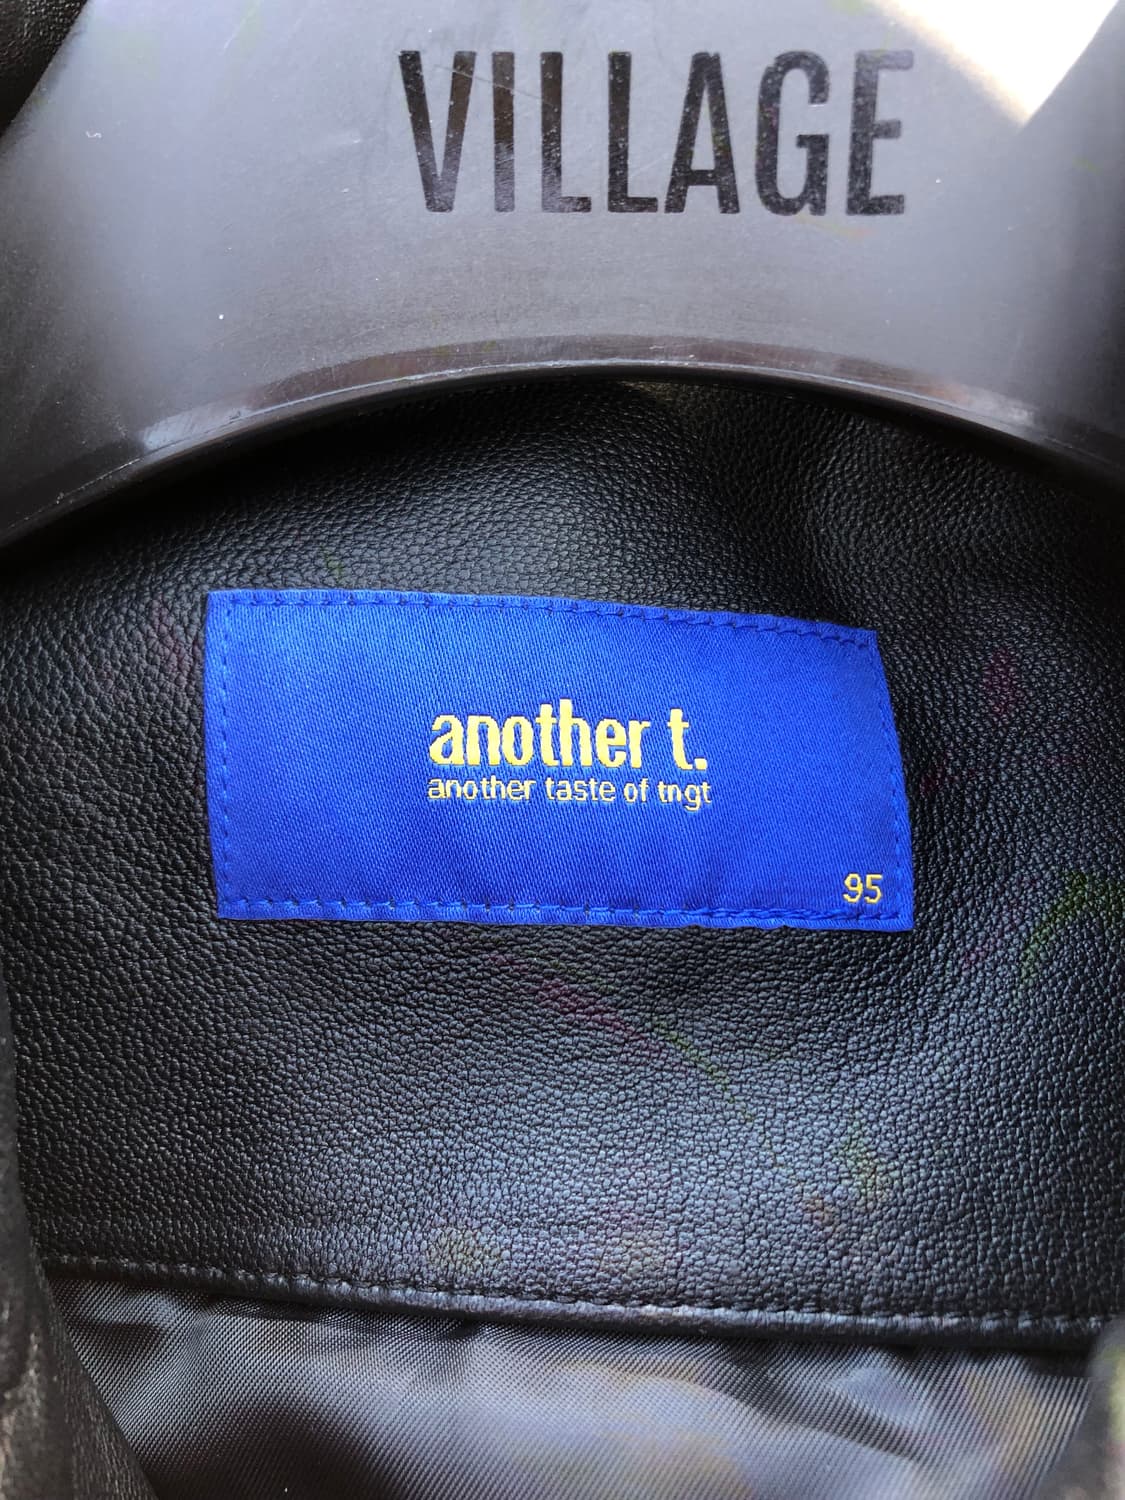 VILLAGE
another t.
another taste of tngt
95